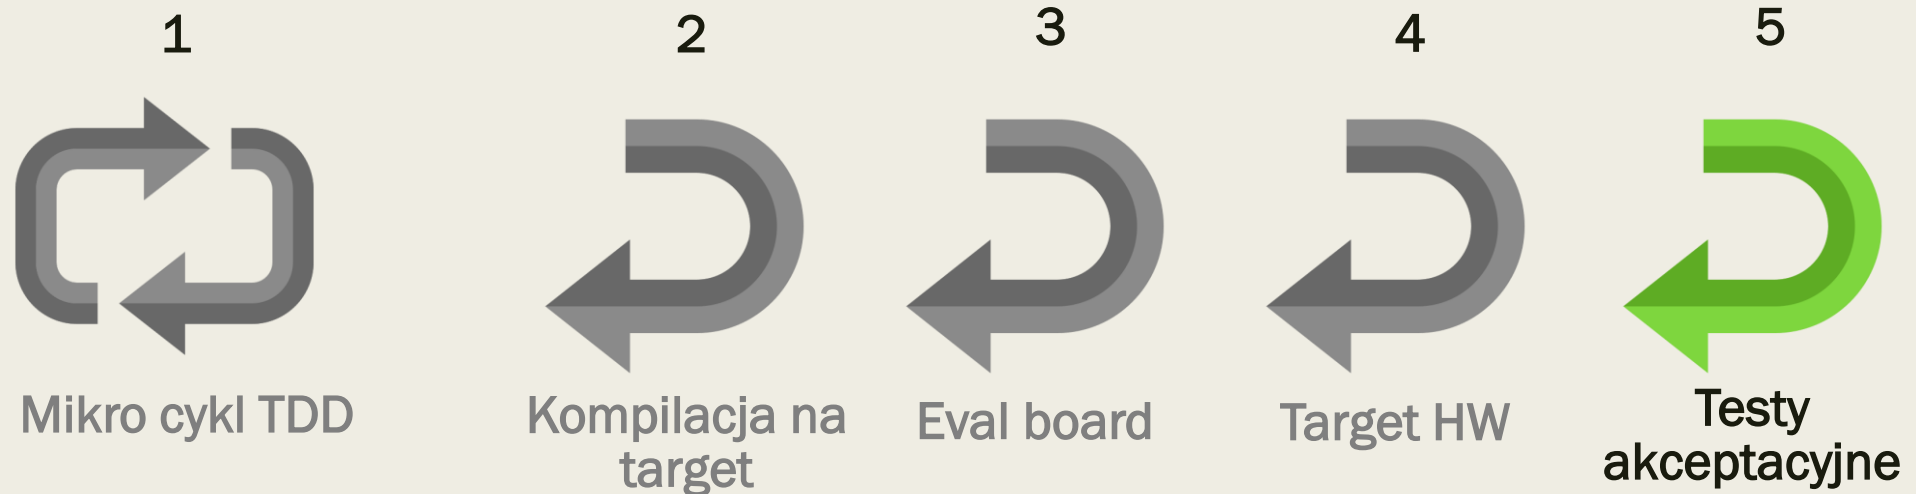 1
2
3
4
5
Mikro cykl TDD
Kompilacja na
target
Eval board
Target HW
Testy
akceptacyjne